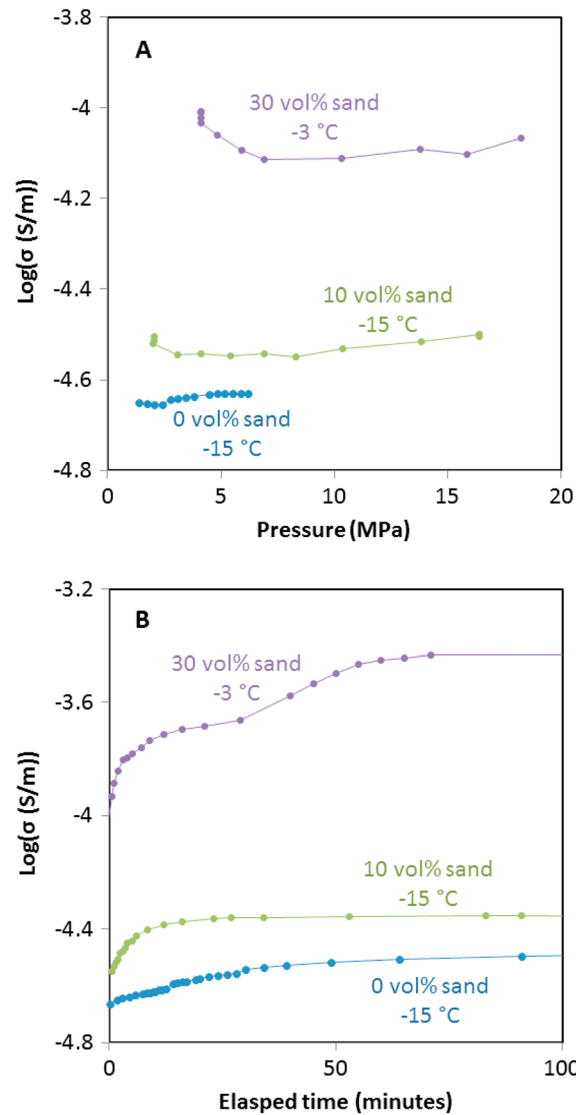 A
-3.8
-4
-4.2
-4.4
-4.6
-4.8
Log(σ (S/m))
30 vol% sand
-3 °C
10 vol% sand
-15 °C
0 vol% sand
-15 °C
0
5
10
15
20
Pressure (MPa)
B
-3.2
-3.6
-4
-4.4
-4.8
Log(σ (S/m))
30 vol% sand
-3 °C
10 vol% sand
-15 °C
0 vol% sand
-15 °C
0
50
100
Elasped time (minutes)